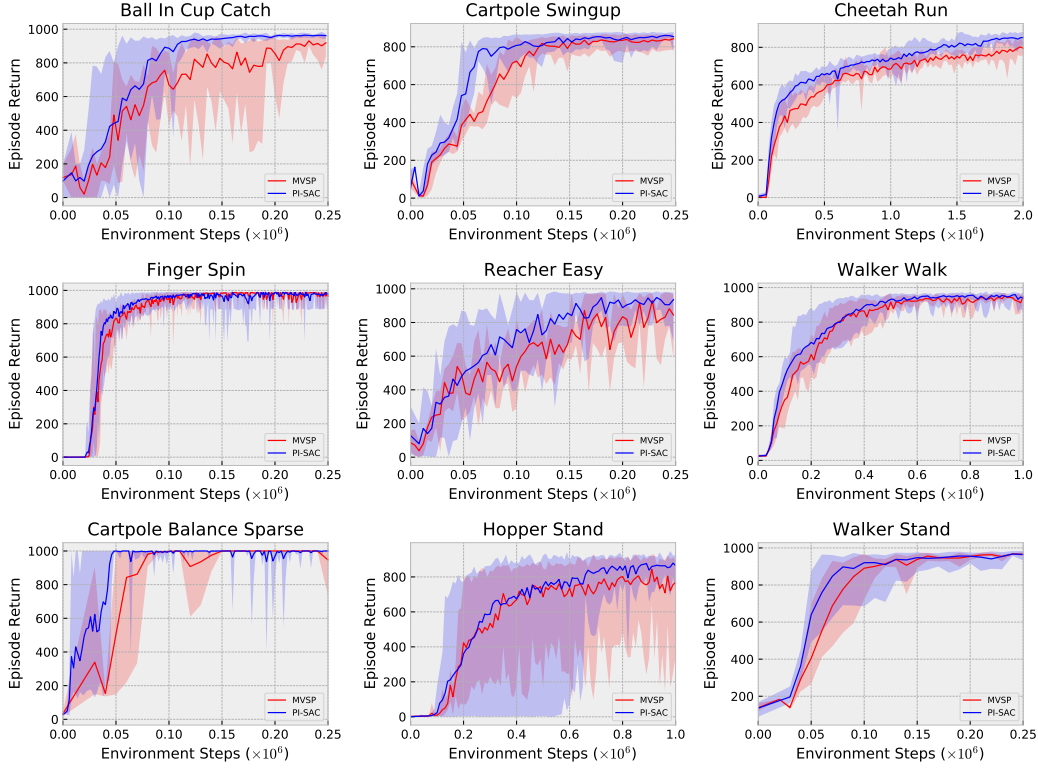 Ball In Cup Catch
Episode Return
1000
800
600
400
200
0
MVSP
PI-SAC
0.00 0.05 0.10 0.15 0.20 0.25
Environment Steps (×10⁶)
Cartpole Swingup
Episode Return
800
600
400
200
0
MVSP
PI-SAC
0.00 0.05 0.10 0.15 0.20 0.25
Environment Steps (×10⁶)
Cheetah Run
Episode Return
800
600
400
200
0
MVSP
PI-SAC
0.0 0.5 1.0 1.5 2.0
Environment Steps (×10⁶)
Finger Spin
Episode Return
1000
800
600
400
200
0
MVSP
PI-SAC
0.00 0.05 0.10 0.15 0.20 0.25
Environment Steps (×10⁶)
Reacher Easy
Episode Return
1000
800
600
400
200
0
MVSP
PI-SAC
0.00 0.05 0.10 0.15 0.20 0.25
Environment Steps (×10⁶)
Walker Walk
Episode Return
1000
800
600
400
200
0
MVSP
PI-SAC
0.0 0.2 0.4 0.6 0.8 1.0
Environment Steps (×10⁶)
Cartpole Balance Sparse
Episode Return
1000
800
600
400
200
0
MVSP
PI-SAC
0.00 0.05 0.10 0.15 0.20 0.25
Environment Steps (×10⁶)
Hopper Stand
Episode Return
800
600
400
200
0
MVSP
PI-SAC
0.0 0.2 0.4 0.6 0.8 1.0
Environment Steps (×10⁶)
Walker Stand
Episode Return
1000
800
600
400
200
MVSP
PI-SAC
0.00 0.05 0.10 0.15 0.20 0.25
Environment Steps (×10⁶)